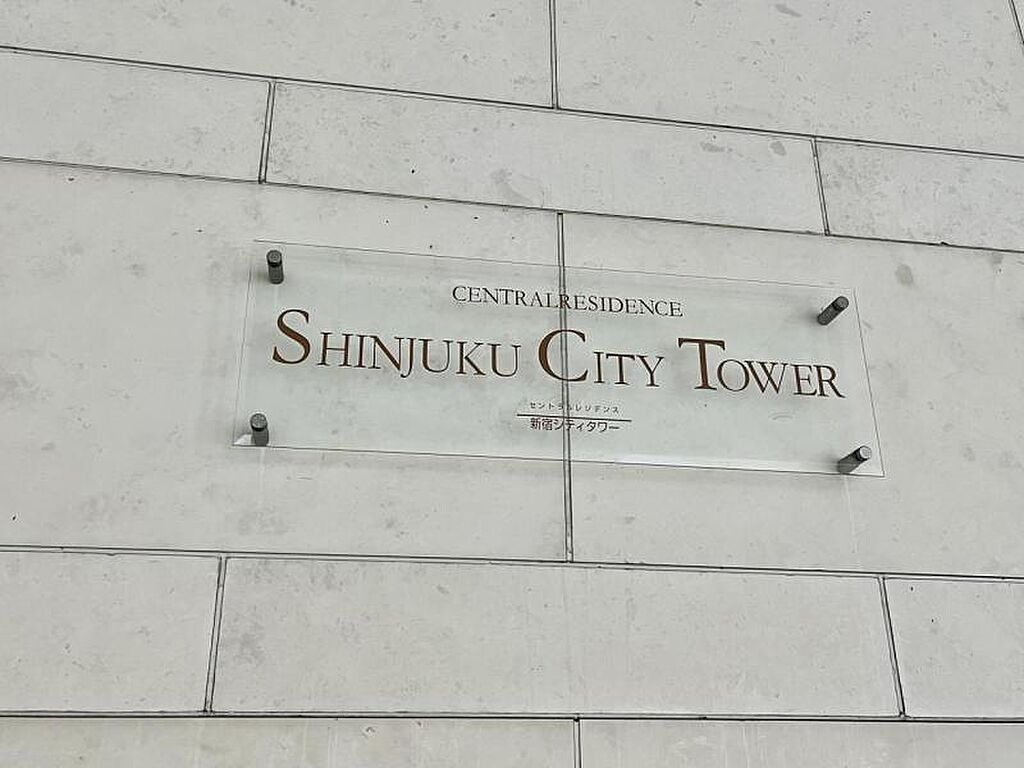 CENTRALRESIDENCE
SHINJUKU CITY TOWER
セントラルレジデンス
新宿シティタワー